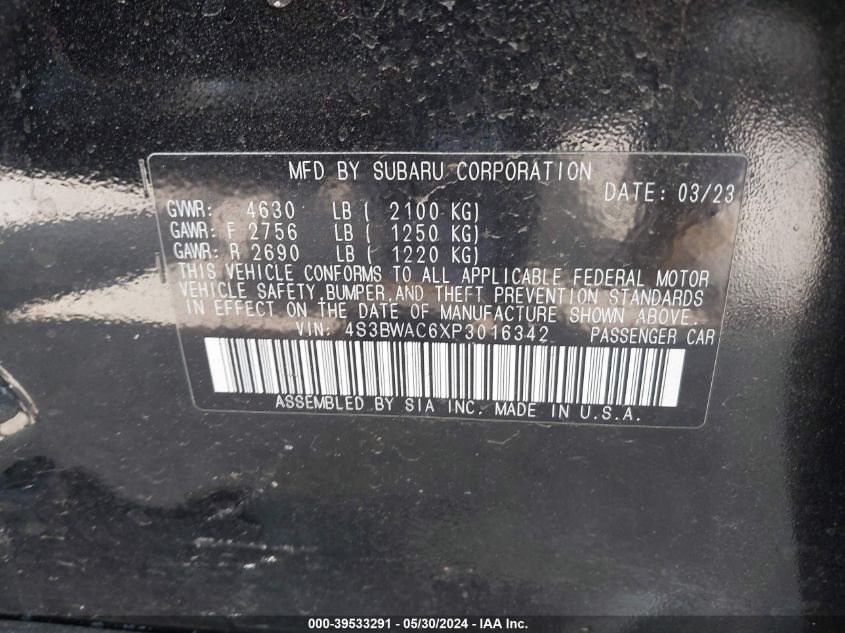 MFD BY SUBARU CORPORATION
DATE: 03/23
GVWR: 4630 LB ( 2100 KG)
GAWR: F 2756 LB ( 1250 KG)
GAWR: R 2690 LB ( 1220 KG)
THIS VEHICLE CONFORMS TO ALL APPLICABLE FEDERAL MOTOR
VEHICLE SAFETY,BUMPER,AND THEFT PREVENTION STANDARDS
IN EFFECT ON THE DATE OF MANUFACTURE SHOWN ABOVE.
VIN: 4S3BWAC6XP3016342 PASSENGER CAR
ASSEMBLED BY SIA INC. MADE IN U.S.A.
000-39533291 - 05/30/2024 - IAA Inc.